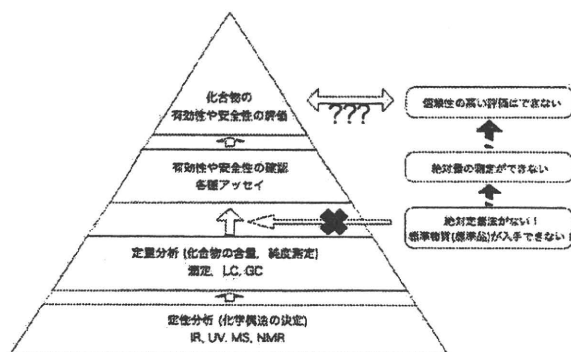 化合物の
有効性や安全性の評価
???
信頼性の高い評価はできない
有効性や安全性の確認
各種アッセイ
絶対量の測定ができない
絶対定量法がない!
標準物質(標準品)が入手できない!
定量分析 (化合物の含量, 純度測定)
滴定, LC, GC
定性分析 (化学構造の決定)
IR, UV, MS, NMR